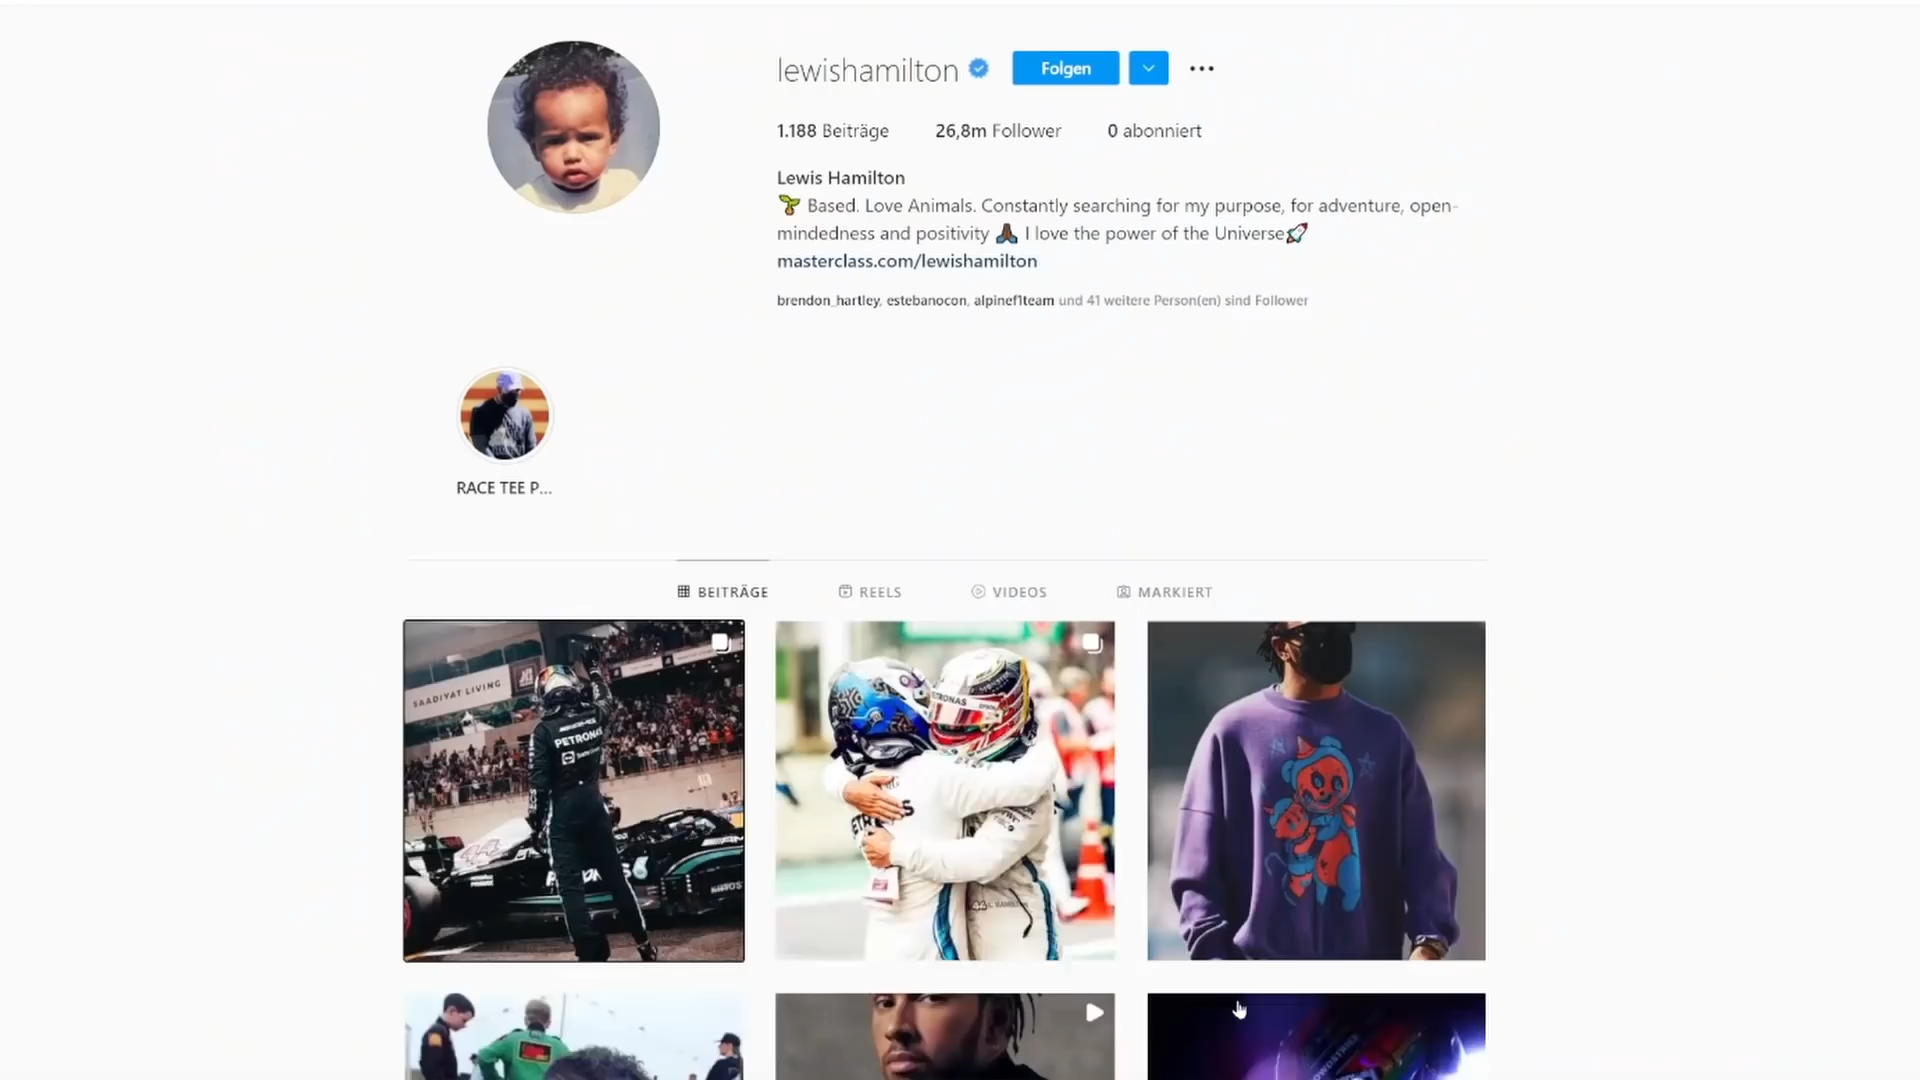 lewishamilton
Folgen
1.188 Beiträge 26,8m Follower 0 abonniert
Lewis Hamilton
🌱 Based. Love Animals. Constantly searching for my purpose, for adventure, open-
mindedness and positivity 🙏🏾 I love the power of the Universe🚀
masterclass.com/lewishamilton
brendon_hartley, estebanocon, alpinef1team und 41 weitere Person(en) sind Follower
RACE TEE P...
BEITRÄGE REELS VIDEOS MARKIERT
SAADIYAT LIVING
PETRONAS
44